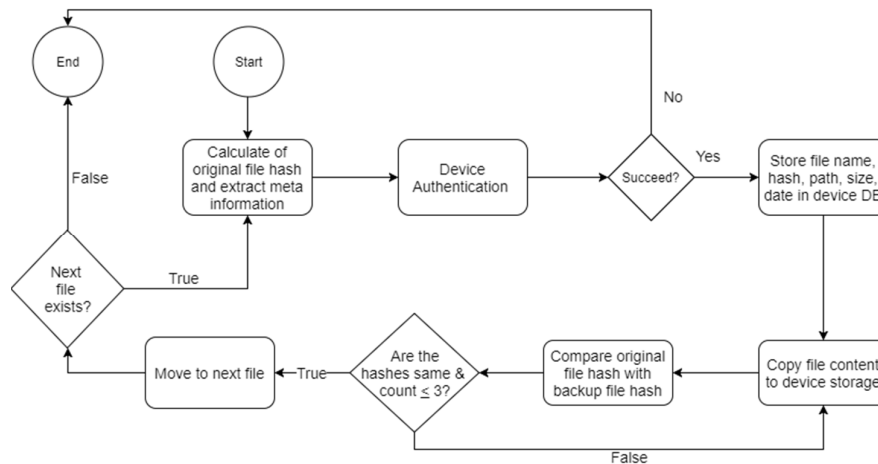 End
Start
No
Calculate of
original file hash
and extract meta
information
Device
Authentication
Succeed?
Yes
Store file name,
hash, path, size,
date in device DB
False
Next
file
exists?
True
Move to next file
True
Are the
hashes same &
count ≤ 3?
Compare original
file hash with
backup file hash
Copy file content
to device storage
False